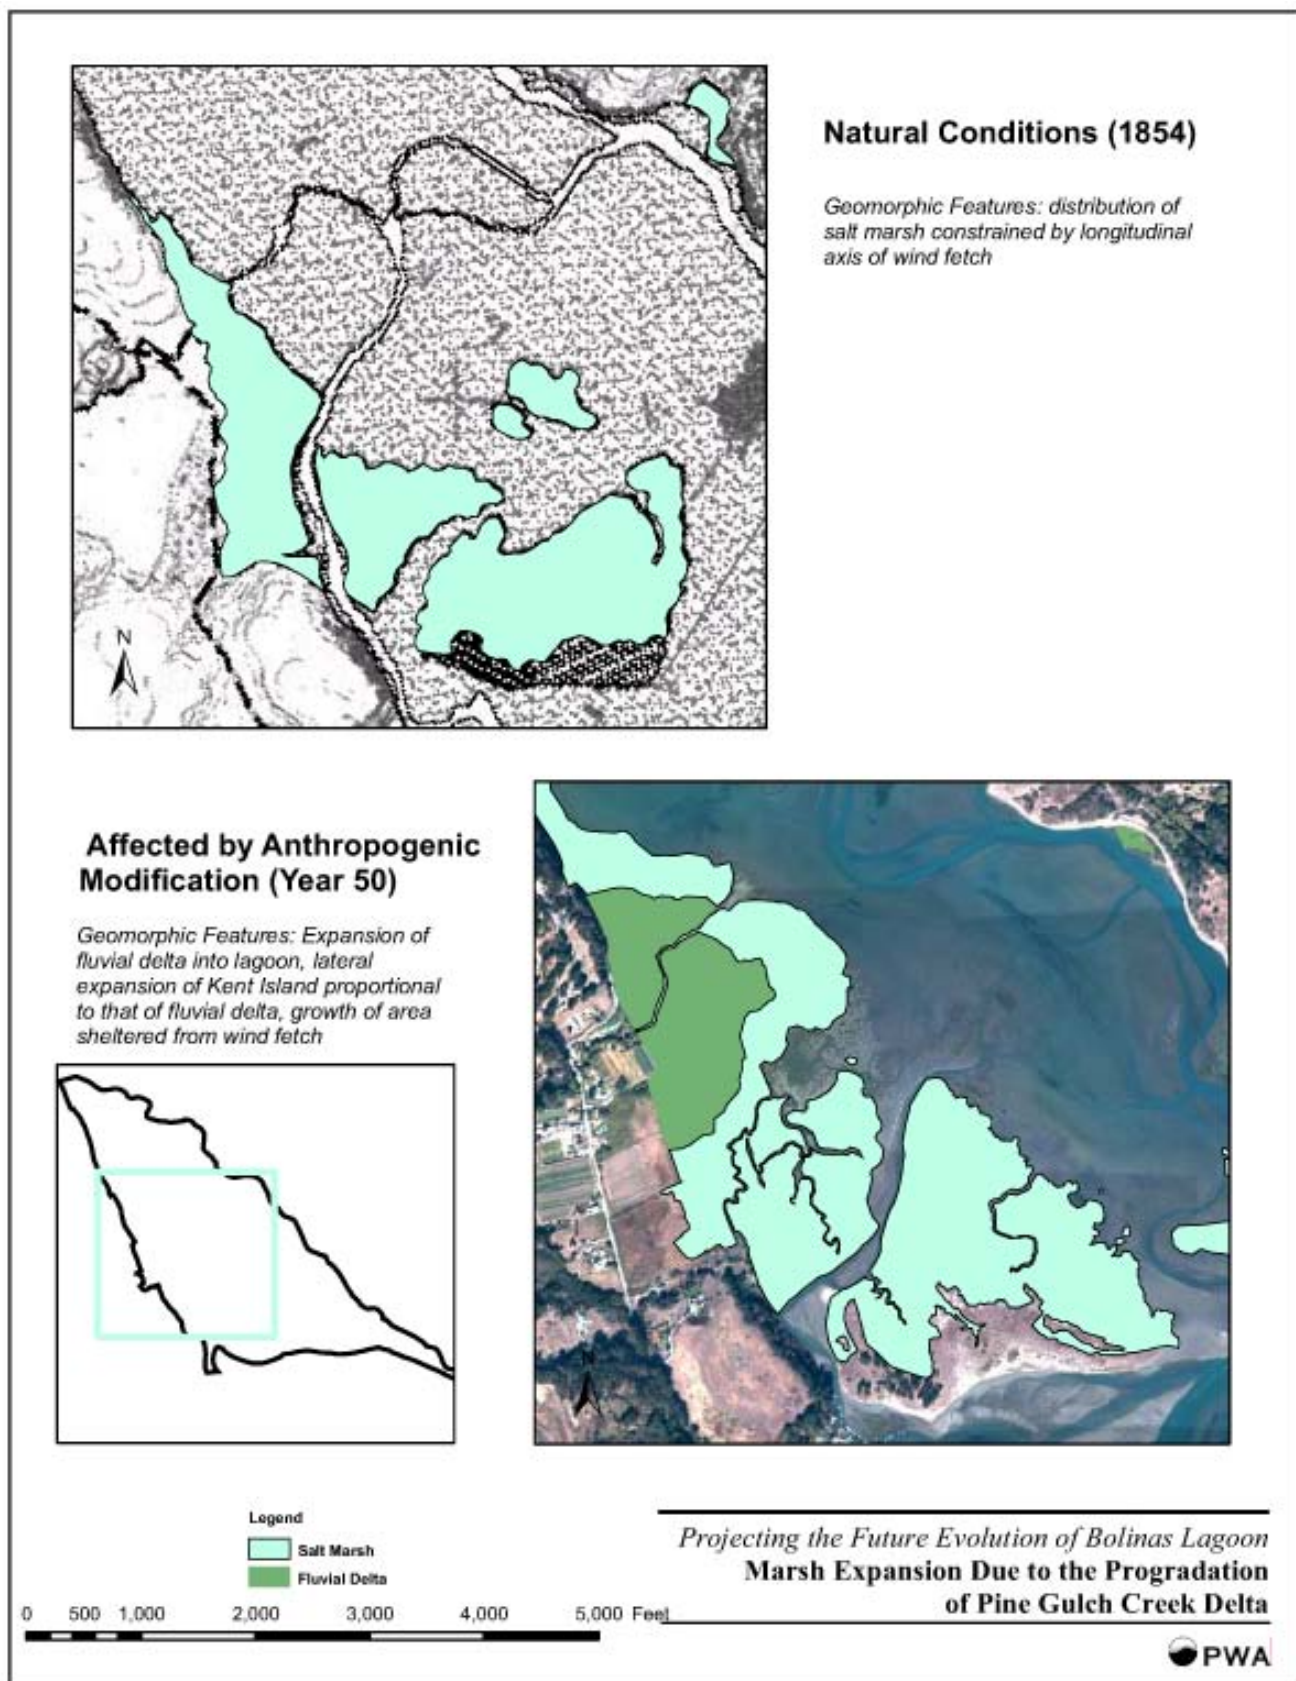 Natural Conditions (1854)
Geomorphic Features: distribution of
salt marsh constrained by longitudinal
axis of wind fetch
N
Affected by Anthropogenic
Modification (Year 50)
Geomorphic Features: Expansion of
fluvial delta into lagoon, lateral
expansion of Kent Island proportional
to that of fluvial delta, growth of area
sheltered from wind fetch
N
Legend
Salt Marsh
Fluvial Delta
0 500 1,000 2,000 3,000 4,000 5,000 Feet
Projecting the Future Evolution of Bolinas Lagoon
Marsh Expansion Due to the Progradation
of Pine Gulch Creek Delta
PWA